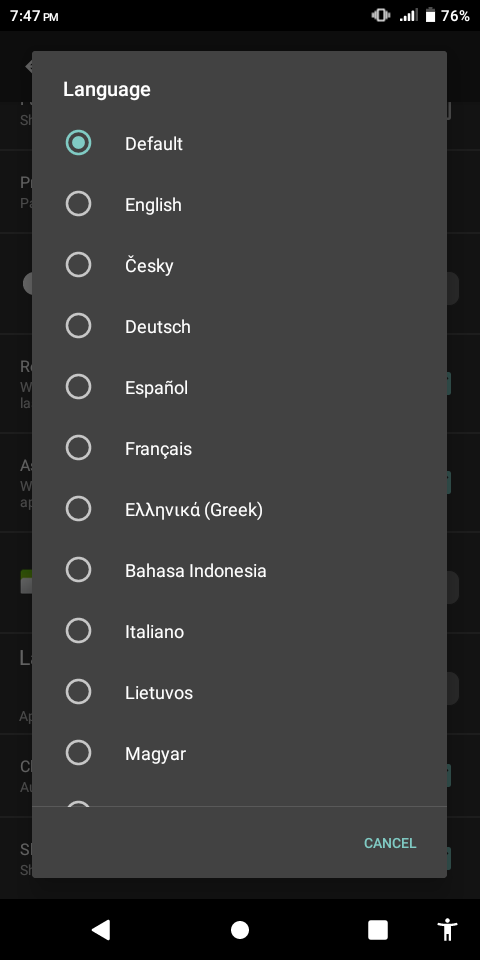 7:47 PM
76%
Language
Default
English
Česky
Deutsch
Español
Français
Ελληνικά (Greek)
Bahasa Indonesia
Italiano
Lietuvos
Magyar
CANCEL